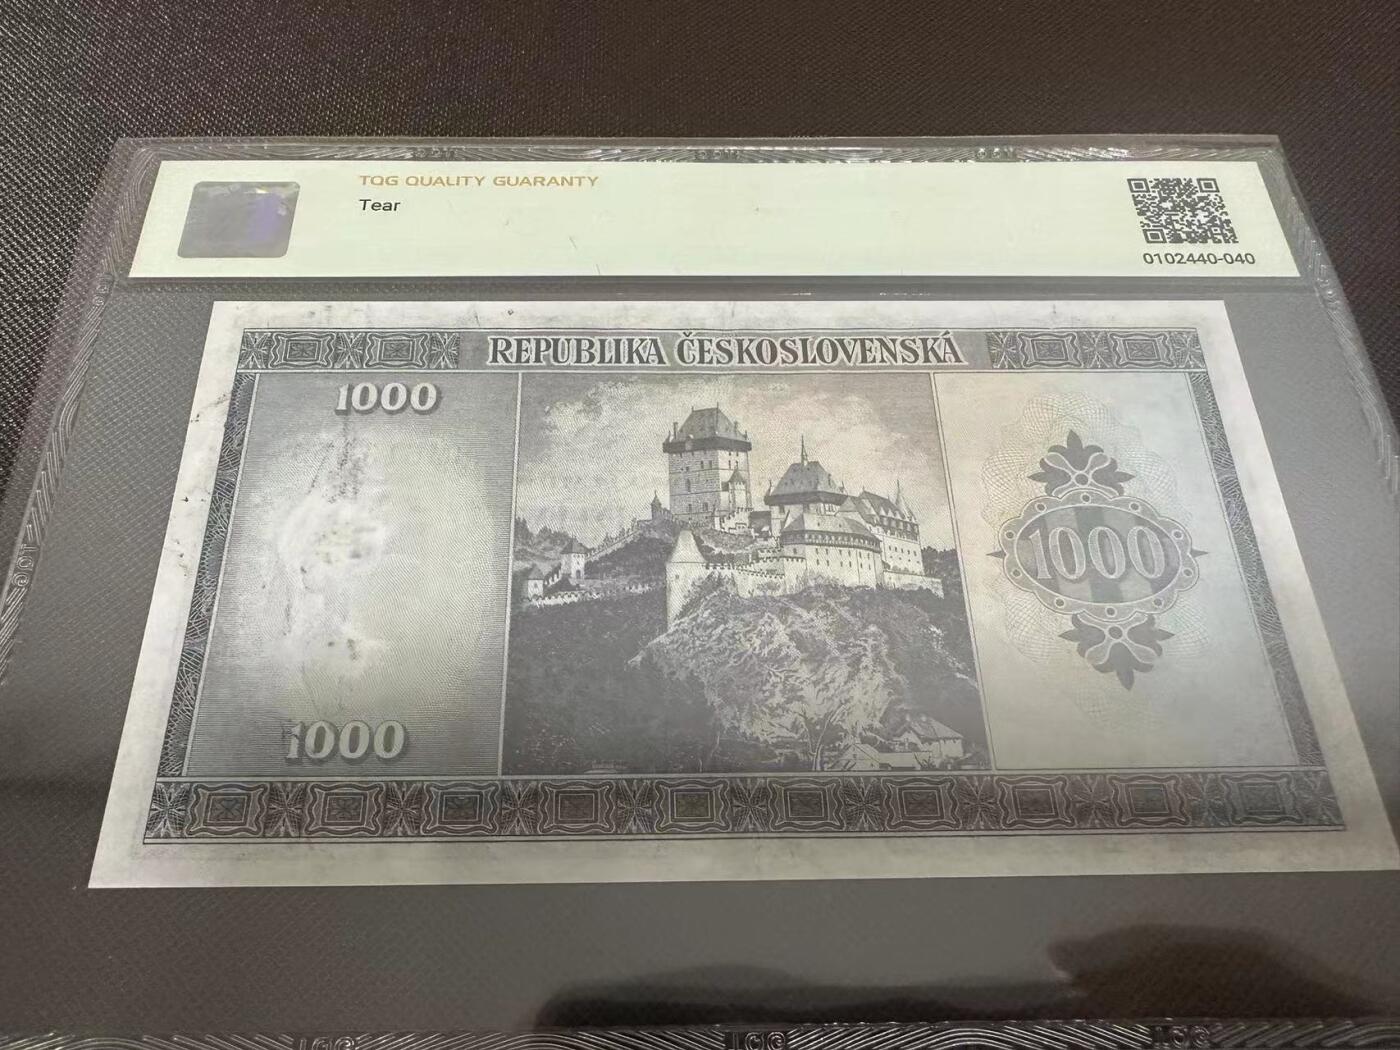 TQG QUALITY GUARANTY
Tear
0102440-040
REPUBLIKA ČESKOSLOVENSKÁ
1000
1000
1000